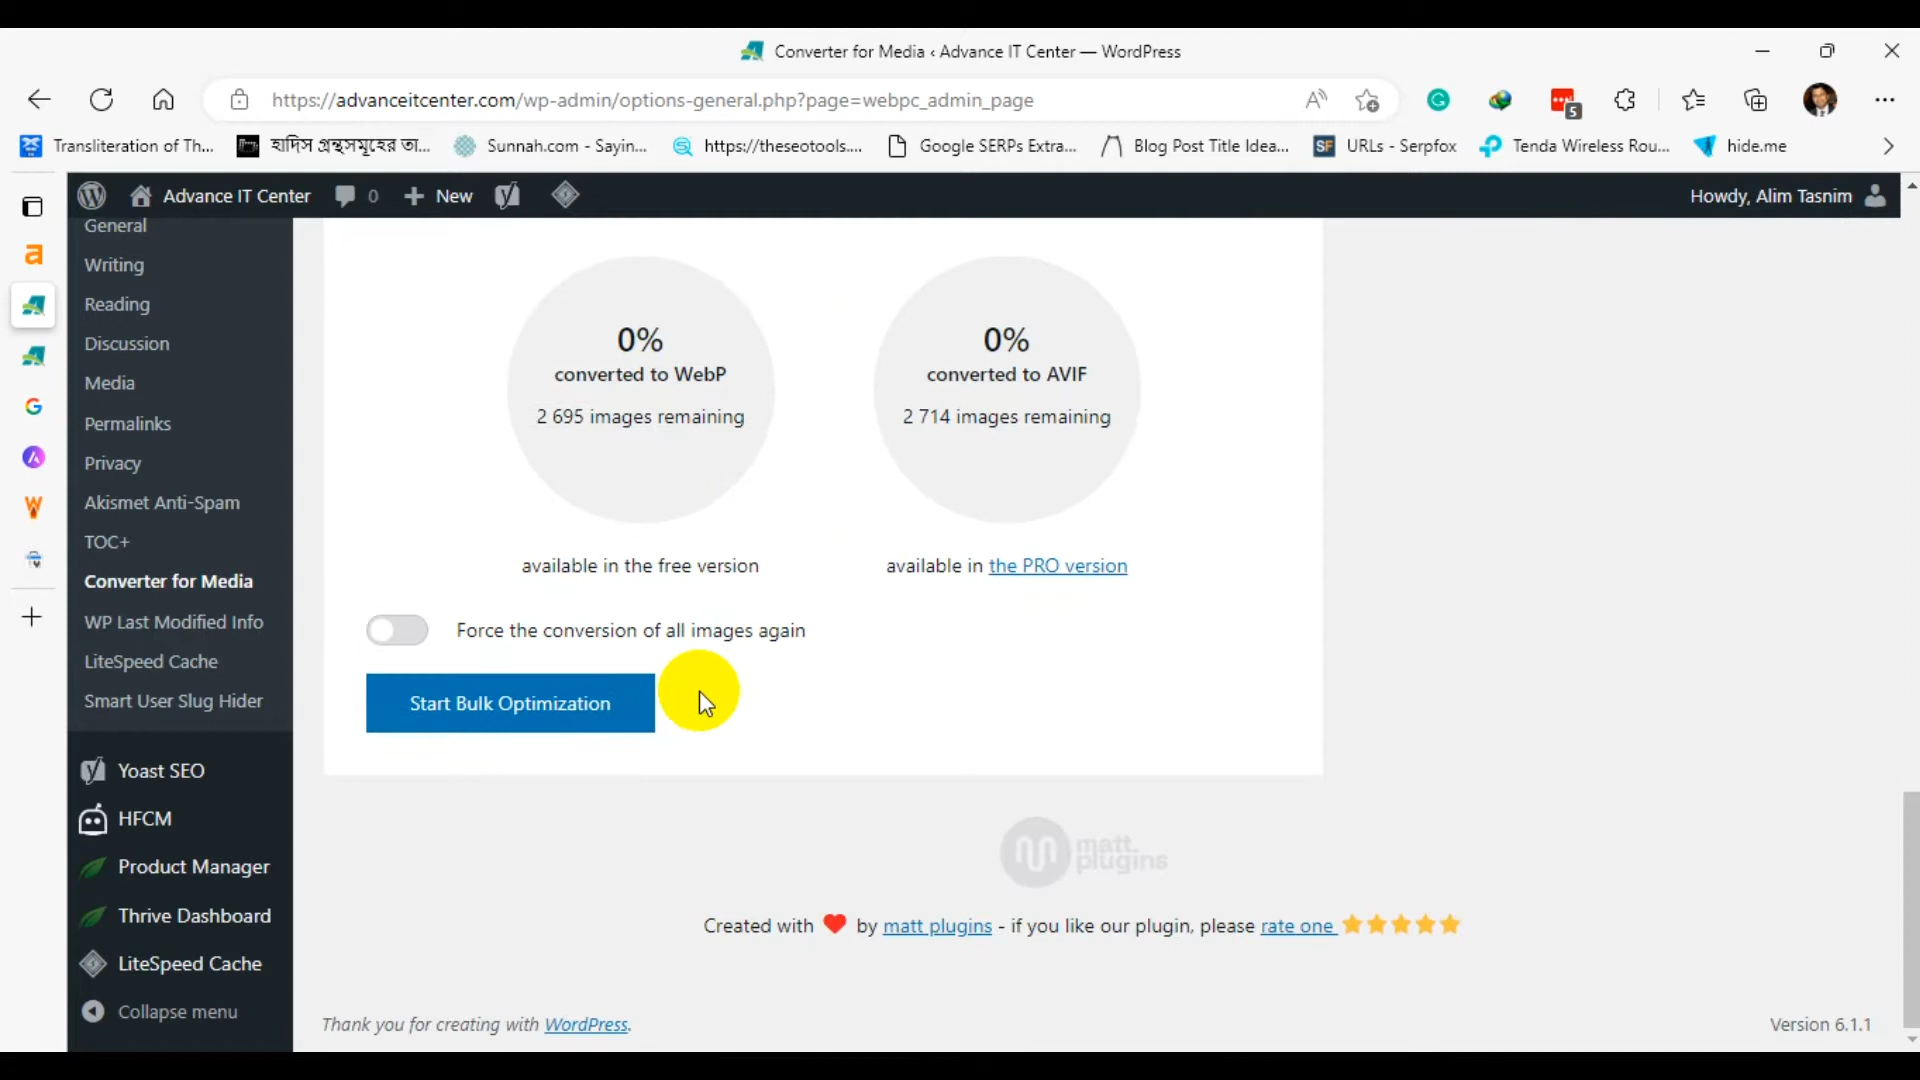 Converter for Media ‹ Advance IT Center — WordPress
https://advanceitcenter.com/wp-admin/options-general.php?page=webpc_admin_page
5
Transliteration of Th...
হাদিস গ্রন্থসমূহের তা...
Sunnah.com - Sayin...
https://theseotools....
Google SERPs Extra...
Blog Post Title Idea...
SF URLs - Serpfox
Tenda Wireless Rou...
hide.me
Advance IT Center 0 New
Howdy, Alim Tasnim
General
Writing
Reading
Discussion
Media
Permalinks
Privacy
Akismet Anti-Spam
TOC+
Converter for Media
WP Last Modified Info
LiteSpeed Cache
Smart User Slug Hider
Yoast SEO
HFCM
Product Manager
Thrive Dashboard
LiteSpeed Cache
Collapse menu
0%
converted to WebP
2 695 images remaining
available in the free version
0%
converted to AVIF
2 714 images remaining
available in the PRO version
Force the conversion of all images again
Start Bulk Optimization
matt
plugins
Created with ❤ by matt plugins - if you like our plugin, please rate one ★★★★★
Thank you for creating with WordPress.
Version 6.1.1